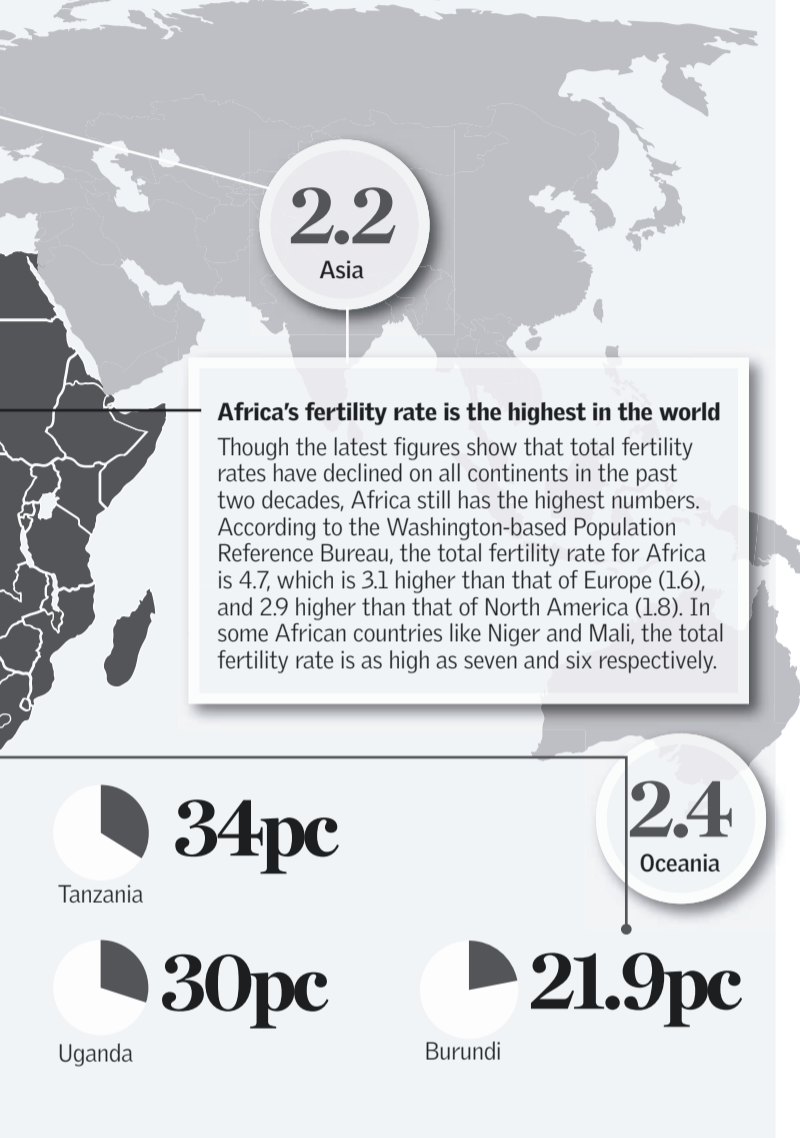 2.2
Asia
Africa's fertility rate is the highest in the world
Though the latest figures show that total fertility
rates have declined on all continents in the past
two decades, Africa still has the highest numbers.
According to the Washington-based Population
Reference Bureau, the total fertility rate for Africa
is 4.7, which is 3.1 higher than that of Europe (1.6),
and 2.9 higher than that of North America (1.8). In
some African countries like Niger and Mali, the total
fertility rate is as high as seven and six respectively.
2.4
Oceania
34pc
Tanzania
30pc
Uganda
21.9pc
Burundi